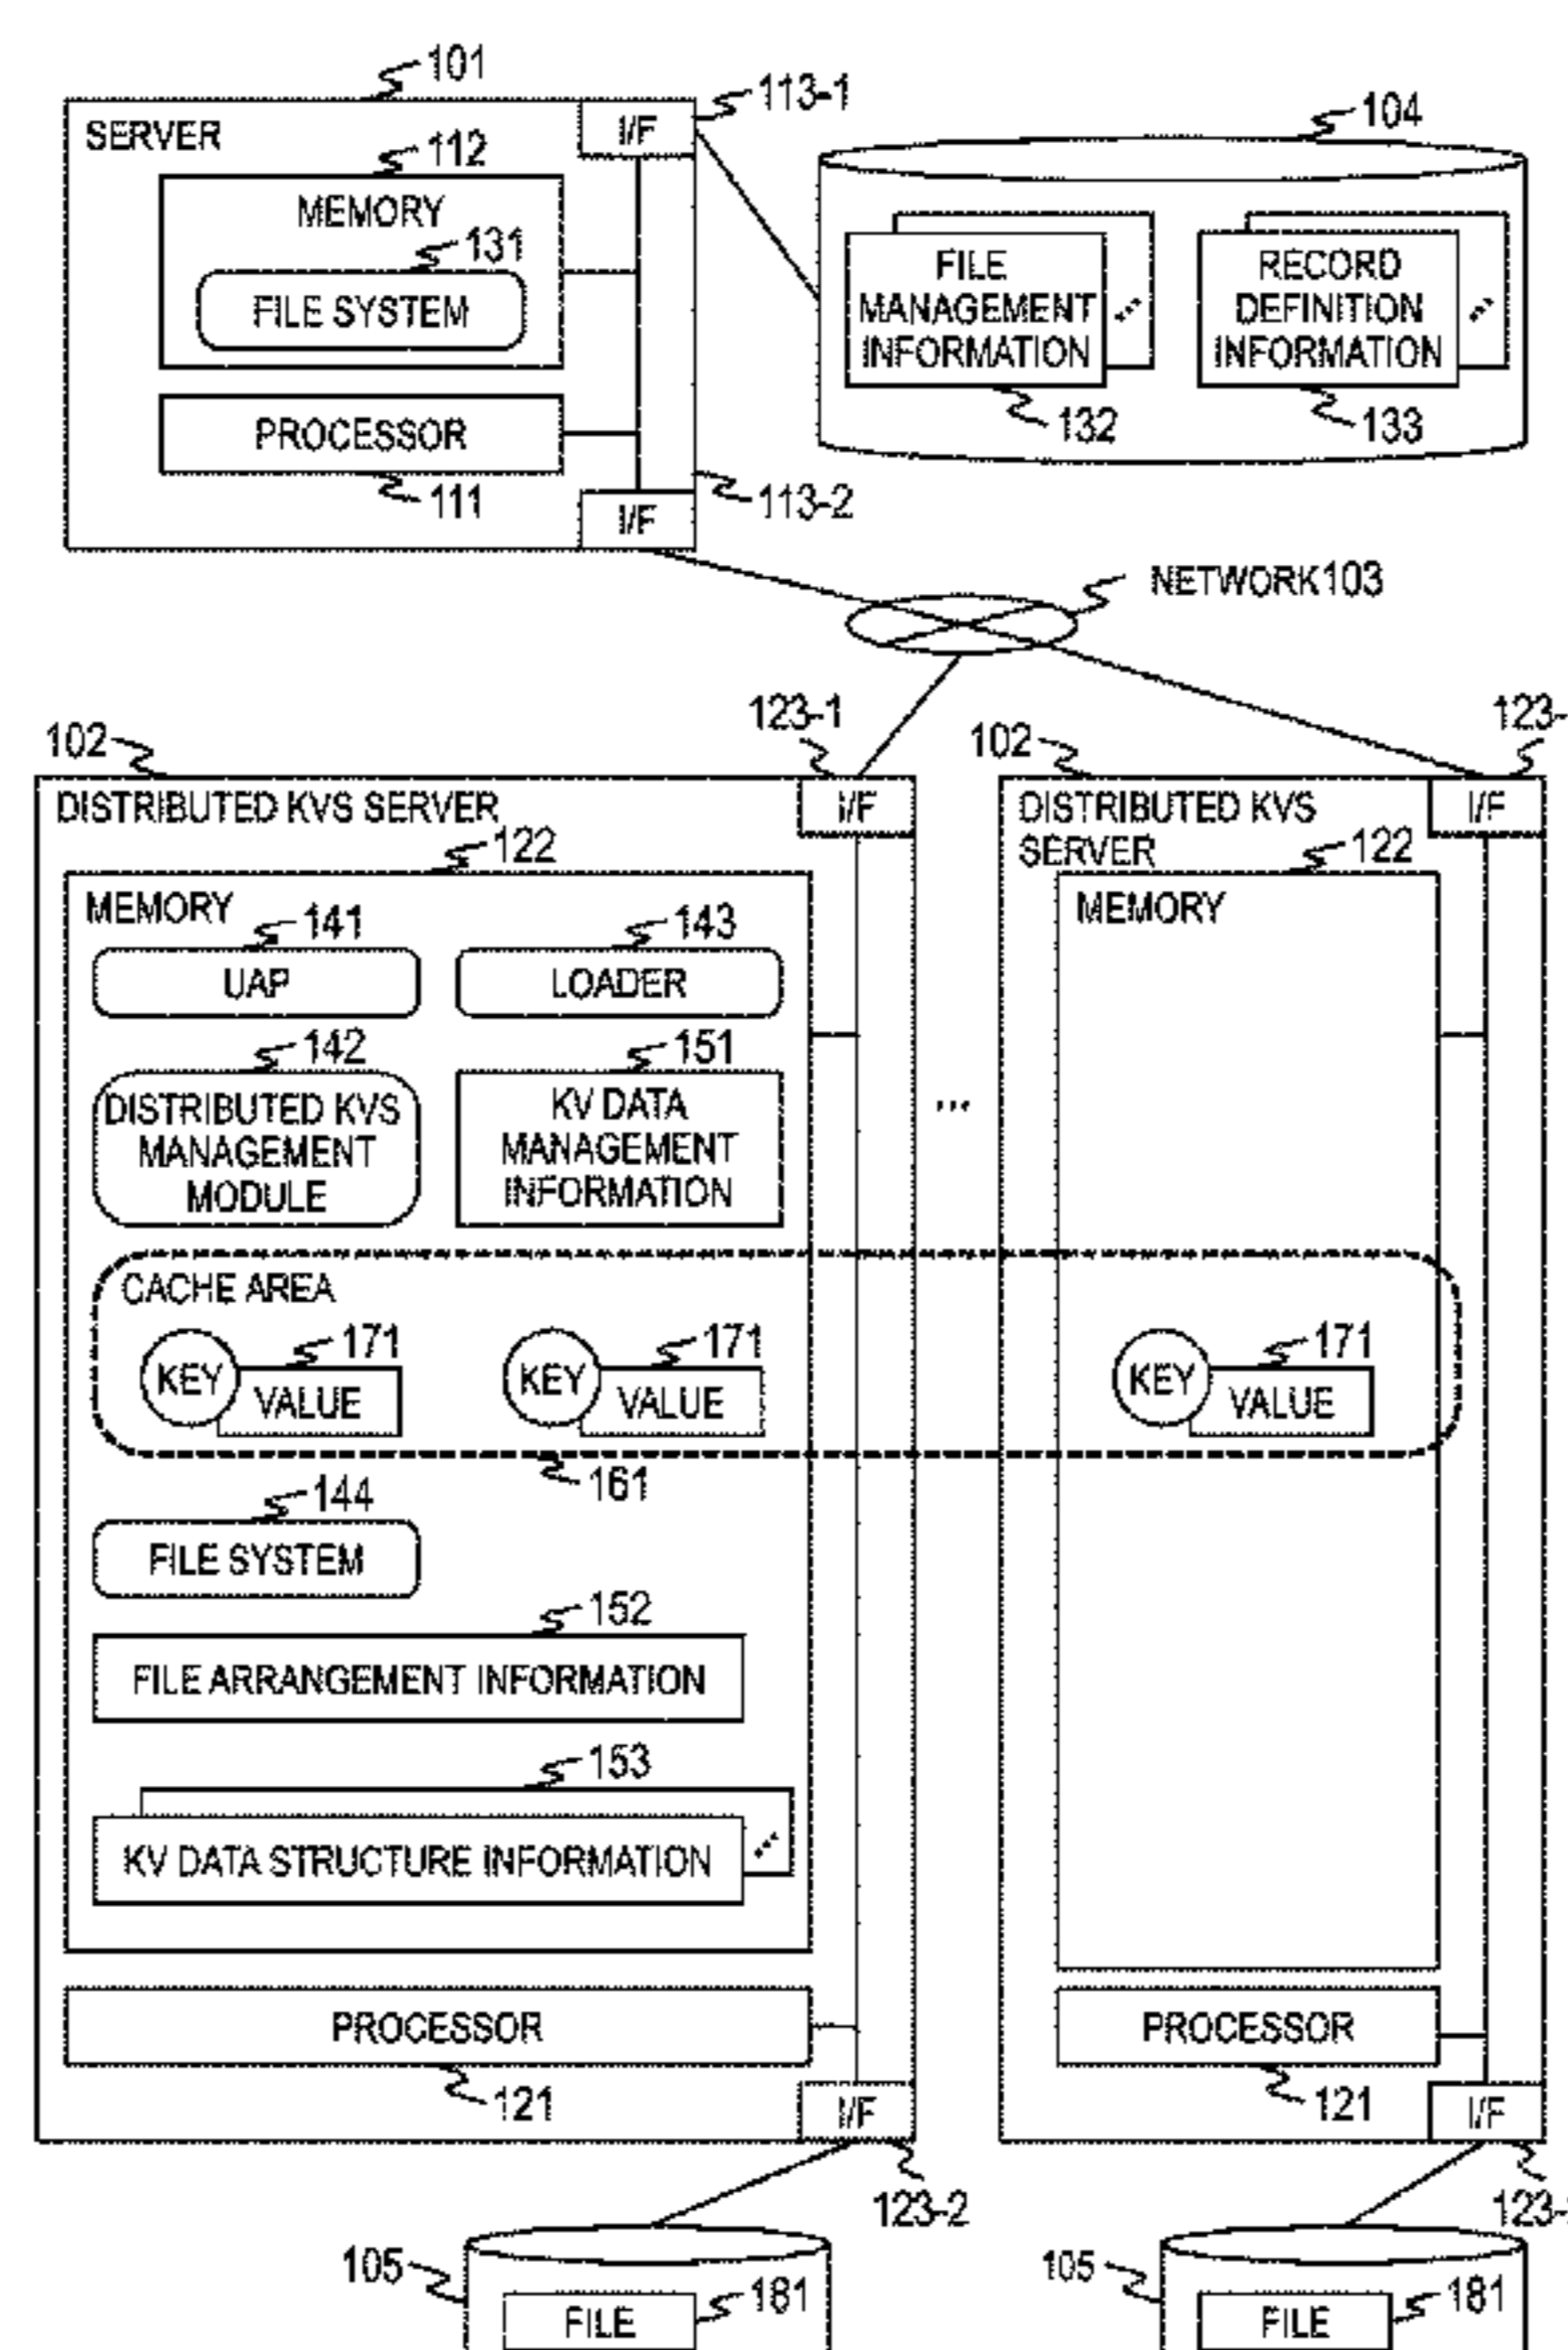 101
SERVER
I/F
113-1
104
112
MEMORY
131
FILE SYSTEM
FILE
MANAGEMENT
INFORMATION
RECORD
DEFINITION
INFORMATION
132
133
PROCESSOR
111
I/F
113-2
NETWORK103
123-1
123-
102
102
DISTRIBUTED KVS SERVER
I/F
DISTRIBUTED KVS
SERVER
I/F
122
122
MEMORY
MEMORY
141
143
UAP
LOADER
142
151
DISTRIBUTED KVS
MANAGEMENT
MODULE
KV DATA
MANAGEMENT
INFORMATION
...
CACHE AREA
171
171
171
KEY
VALUE
KEY
VALUE
KEY
VALUE
161
144
FILE SYSTEM
152
FILE ARRANGEMENT INFORMATION
153
KV DATA STRUCTURE INFORMATION
PROCESSOR
PROCESSOR
121
I/F
121
I/F
123-2
123-
105
181
FILE
105
181
FILE